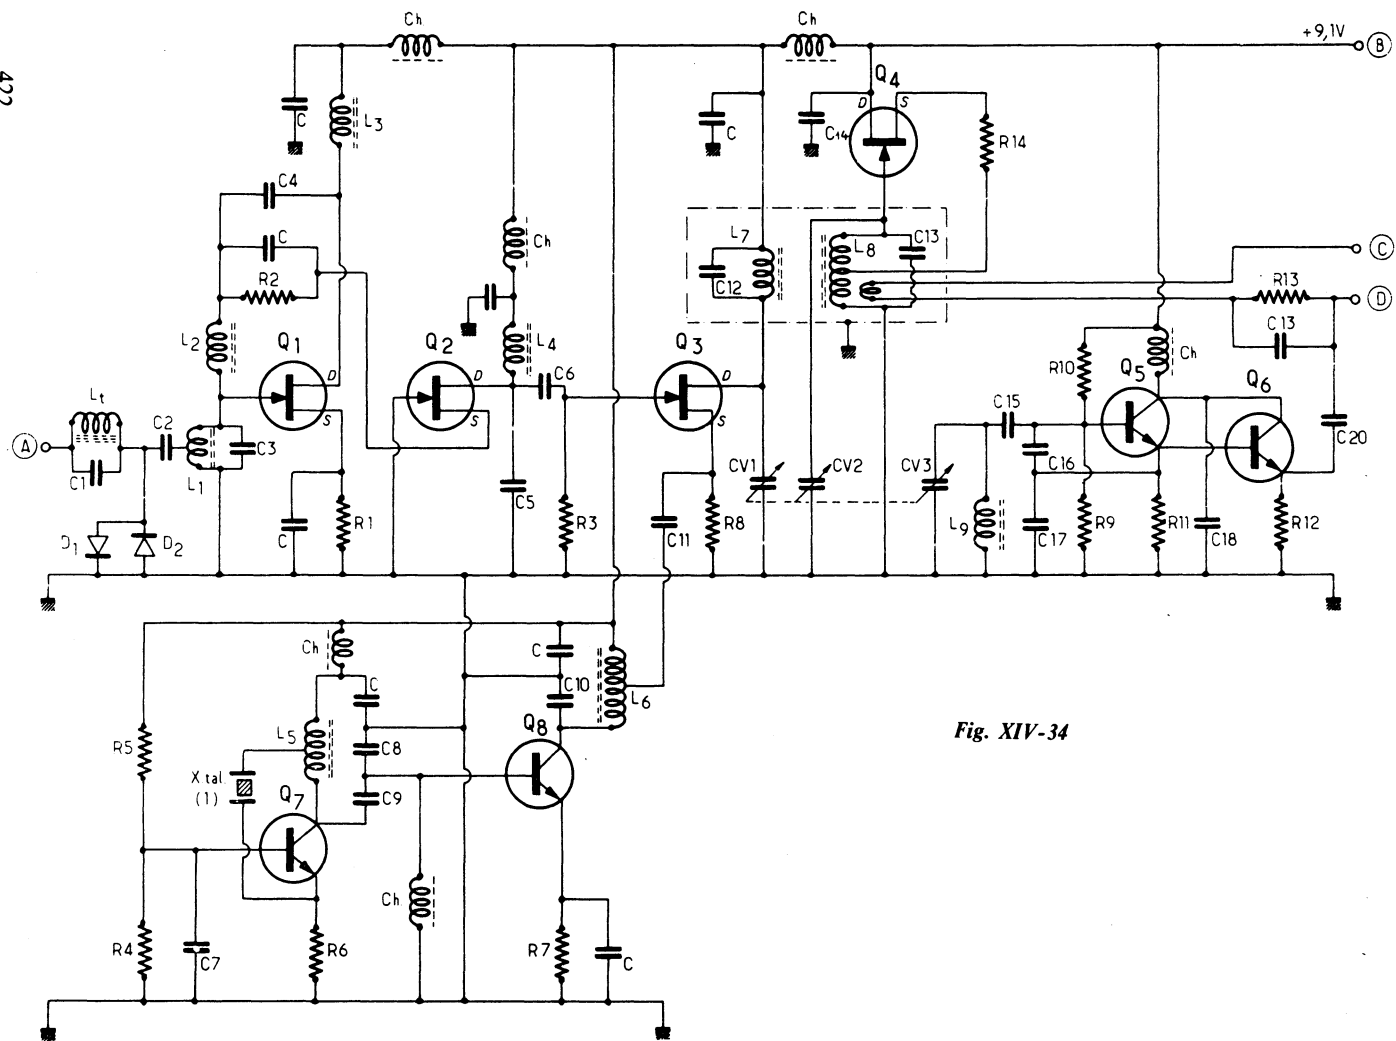 422
Ch
Ch
+9,1V
B
C
L3
Q4
D
S
C
C14
R14
C4
C
R2
Ch
L7
C12
L8
C13
C
R13
D
C13
L2
Q1
D
S
Q2
D
S
L4
C6
Q3
D
S
R10
Ch
Q5
Q6
Lt
A
C1
C2
L1
C3
C15
C16
C20
CV1
CV2
CV3
D1
D2
C
R1
C5
R3
C11
R8
L9
C17
R9
R11
C18
R12
Ch
C
C
C10
L6
R5
X tal.
(1)
L5
C8
C9
Q7
Q8
Ch
R4
C7
R6
R7
C
Fig. XIV-34